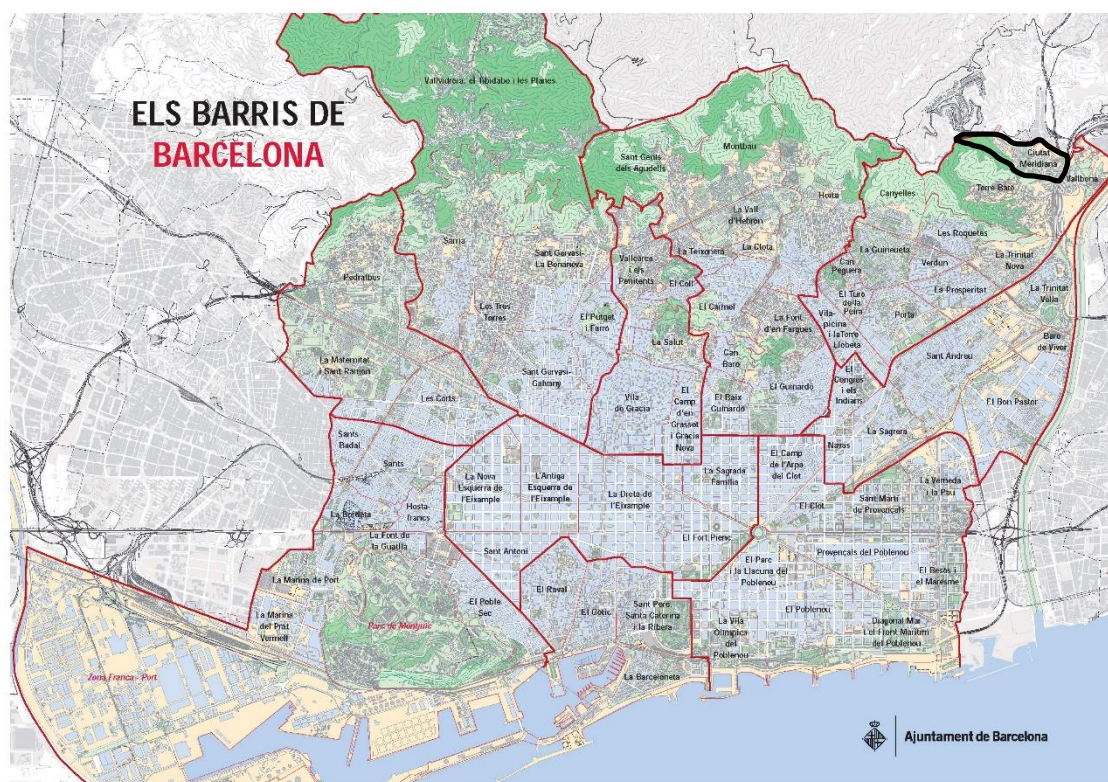 ELS BARRIS DE
BARCELONA
Vallvidrera, el Tibidabo i les Planes
Ciutat
Meridiana
Vallbona
Torre Baró
Montbau
Sant Genís
dels Agudells
Canyelles
Horta
La Vall
d'Hebron
Les Roquetes
Sarrià
Sant Gervasi-
La Bonanova
Vallcarca
i els
Penitents
La Teixonera
La Clota
La Guineueta
Verdun
La Trinitat
Nova
Can
Peguera
Pedralbes
El Coll
La Prosperitat
La Trinitat
Vella
El Turó
de la
Peira
Les Tres
Torres
El Putget
i Farró
El Carmel
La Font
d'en Fargues
Vila-
picina
i la Torre
Llobeta
Porta
Baró
de Viver
La Salut
Can
Baró
Sant Andreu
La Maternitat
i Sant Ramon
Sant Gervasi-
Galvany
El
Congrés
i els
Indians
El Guinardó
El Bon Pastor
Les Corts
Vila
de Gràcia
El
Camp
d'en
Grassot
i Gràcia
Nova
El Baix
Guinardó
La Sagrera
Sants
Badal
Navas
Sants
La Nova
Esquerra de
l'Eixample
L'Antiga
Esquerra de
l'Eixample
La Dreta de
l'Eixample
La Sagrada
Família
El Camp
de l'Arpa
del Clot
La Verneda
i la Pau
Sant Martí
de Provençals
La Bordeta
Hosta-
francs
El Clot
La Font de
la Guatlla
Sant Antoni
El Fort Pienc
Provençals del Poblenou
El Parc
i la Llacuna del
Poblenou
El Besòs i
el Maresme
La Marina de Port
El Raval
El Gòtic
Sant Pere,
Santa Caterina
i la Ribera
El Poblenou
La Marina
del Prat
Vermell
El Poble
Sec
Parc de Montjuïc
La Vila
Olímpica
del
Poblenou
Diagonal Mar
i el Front Marítim
del Poblenou
Zona Franca - Port
La Barceloneta
Ajuntament de Barcelona